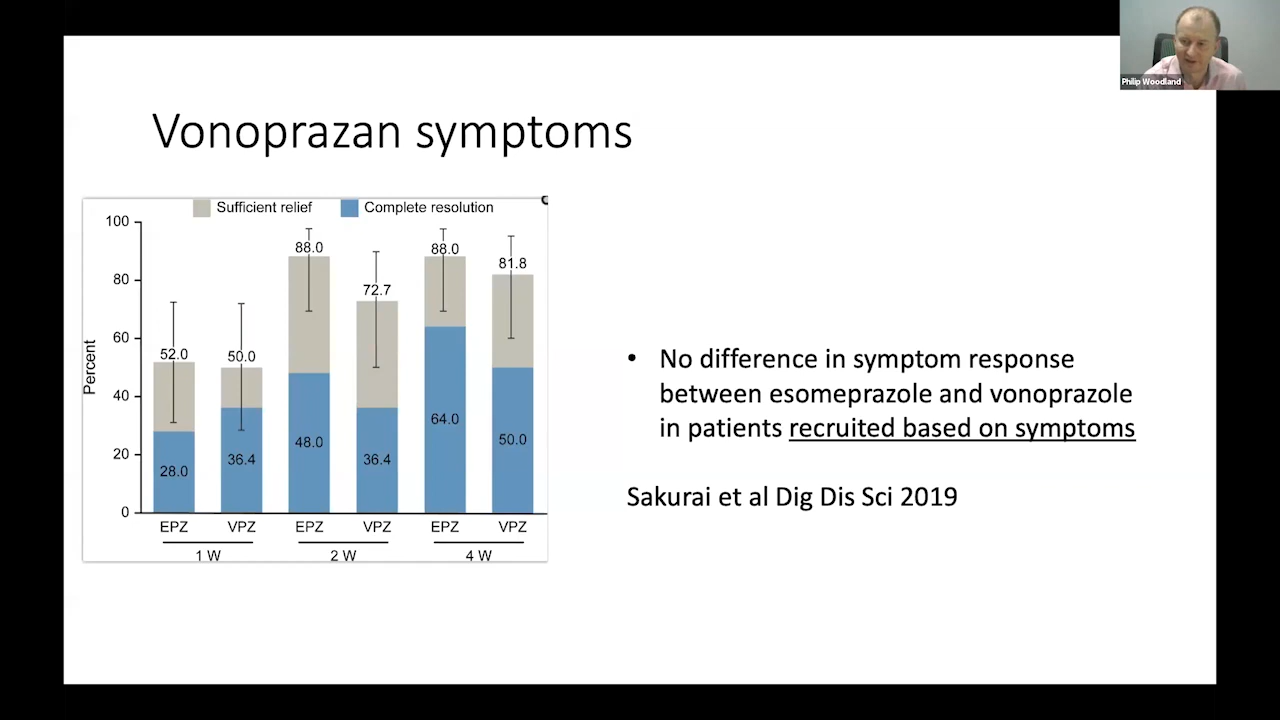 Philip Woodland
Vonoprazan symptoms
Sufficient relief
Complete resolution
Percent
100
80
60
40
20
0
52.0
28.0
50.0
36.4
88.0
48.0
72.7
36.4
88.0
64.0
81.8
50.0
EPZ VPZ EPZ VPZ EPZ VPZ
1 W 2 W 4 W
• No difference in symptom response
between esomeprazole and vonoprazole
in patients recruited based on symptoms
Sakurai et al Dig Dis Sci 2019